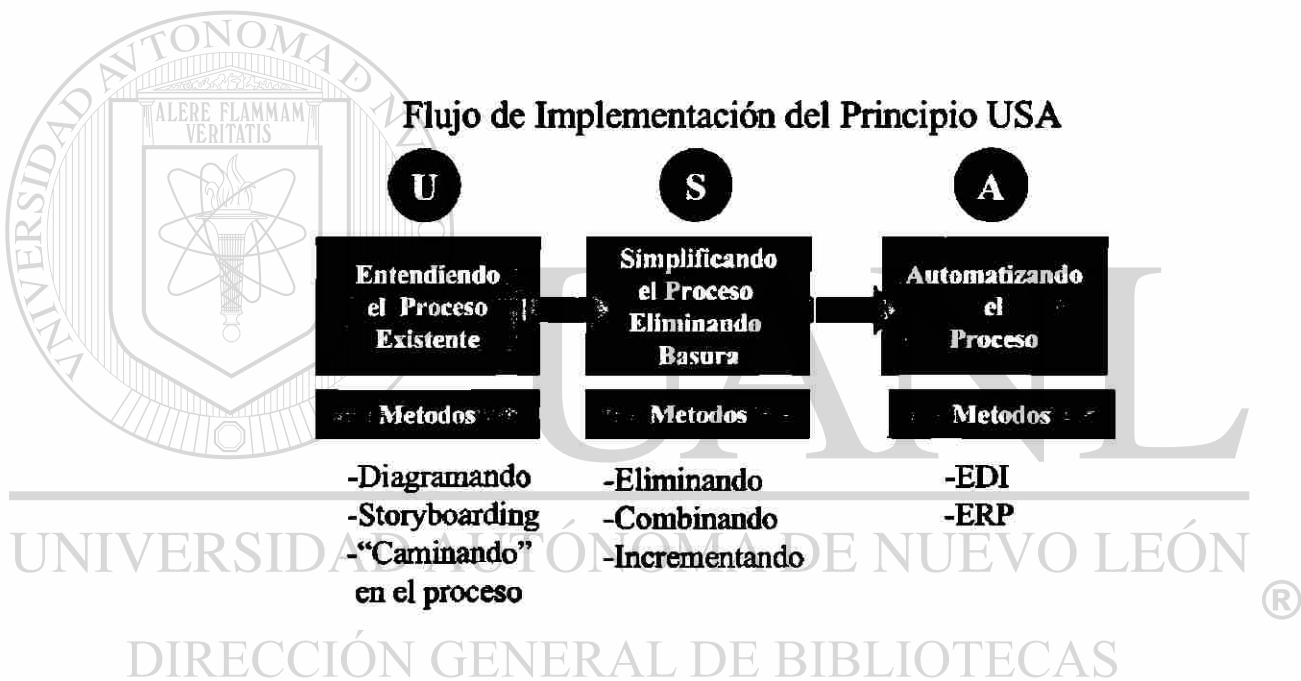 Flujo de Implementación del Principio USA
U
S
A
Entendiendo
el Proceso
Existente
Simplificando
el Proceso
Eliminando
Basura
Automatizando
el
Proceso
Metodos
Metodos
Metodos
-Diagramando
-Storyboarding
-“Caminando”
en el proceso
-Eliminando
-Combinando
-Incrementando
-EDI
-ERP
UNIVERSIDAD AUTÓNOMA DE NUEVO LEÓN
®
DIRECCIÓN GENERAL DE BIBLIOTECAS
UANL
ALERE FLAMMAM
VERITATIS